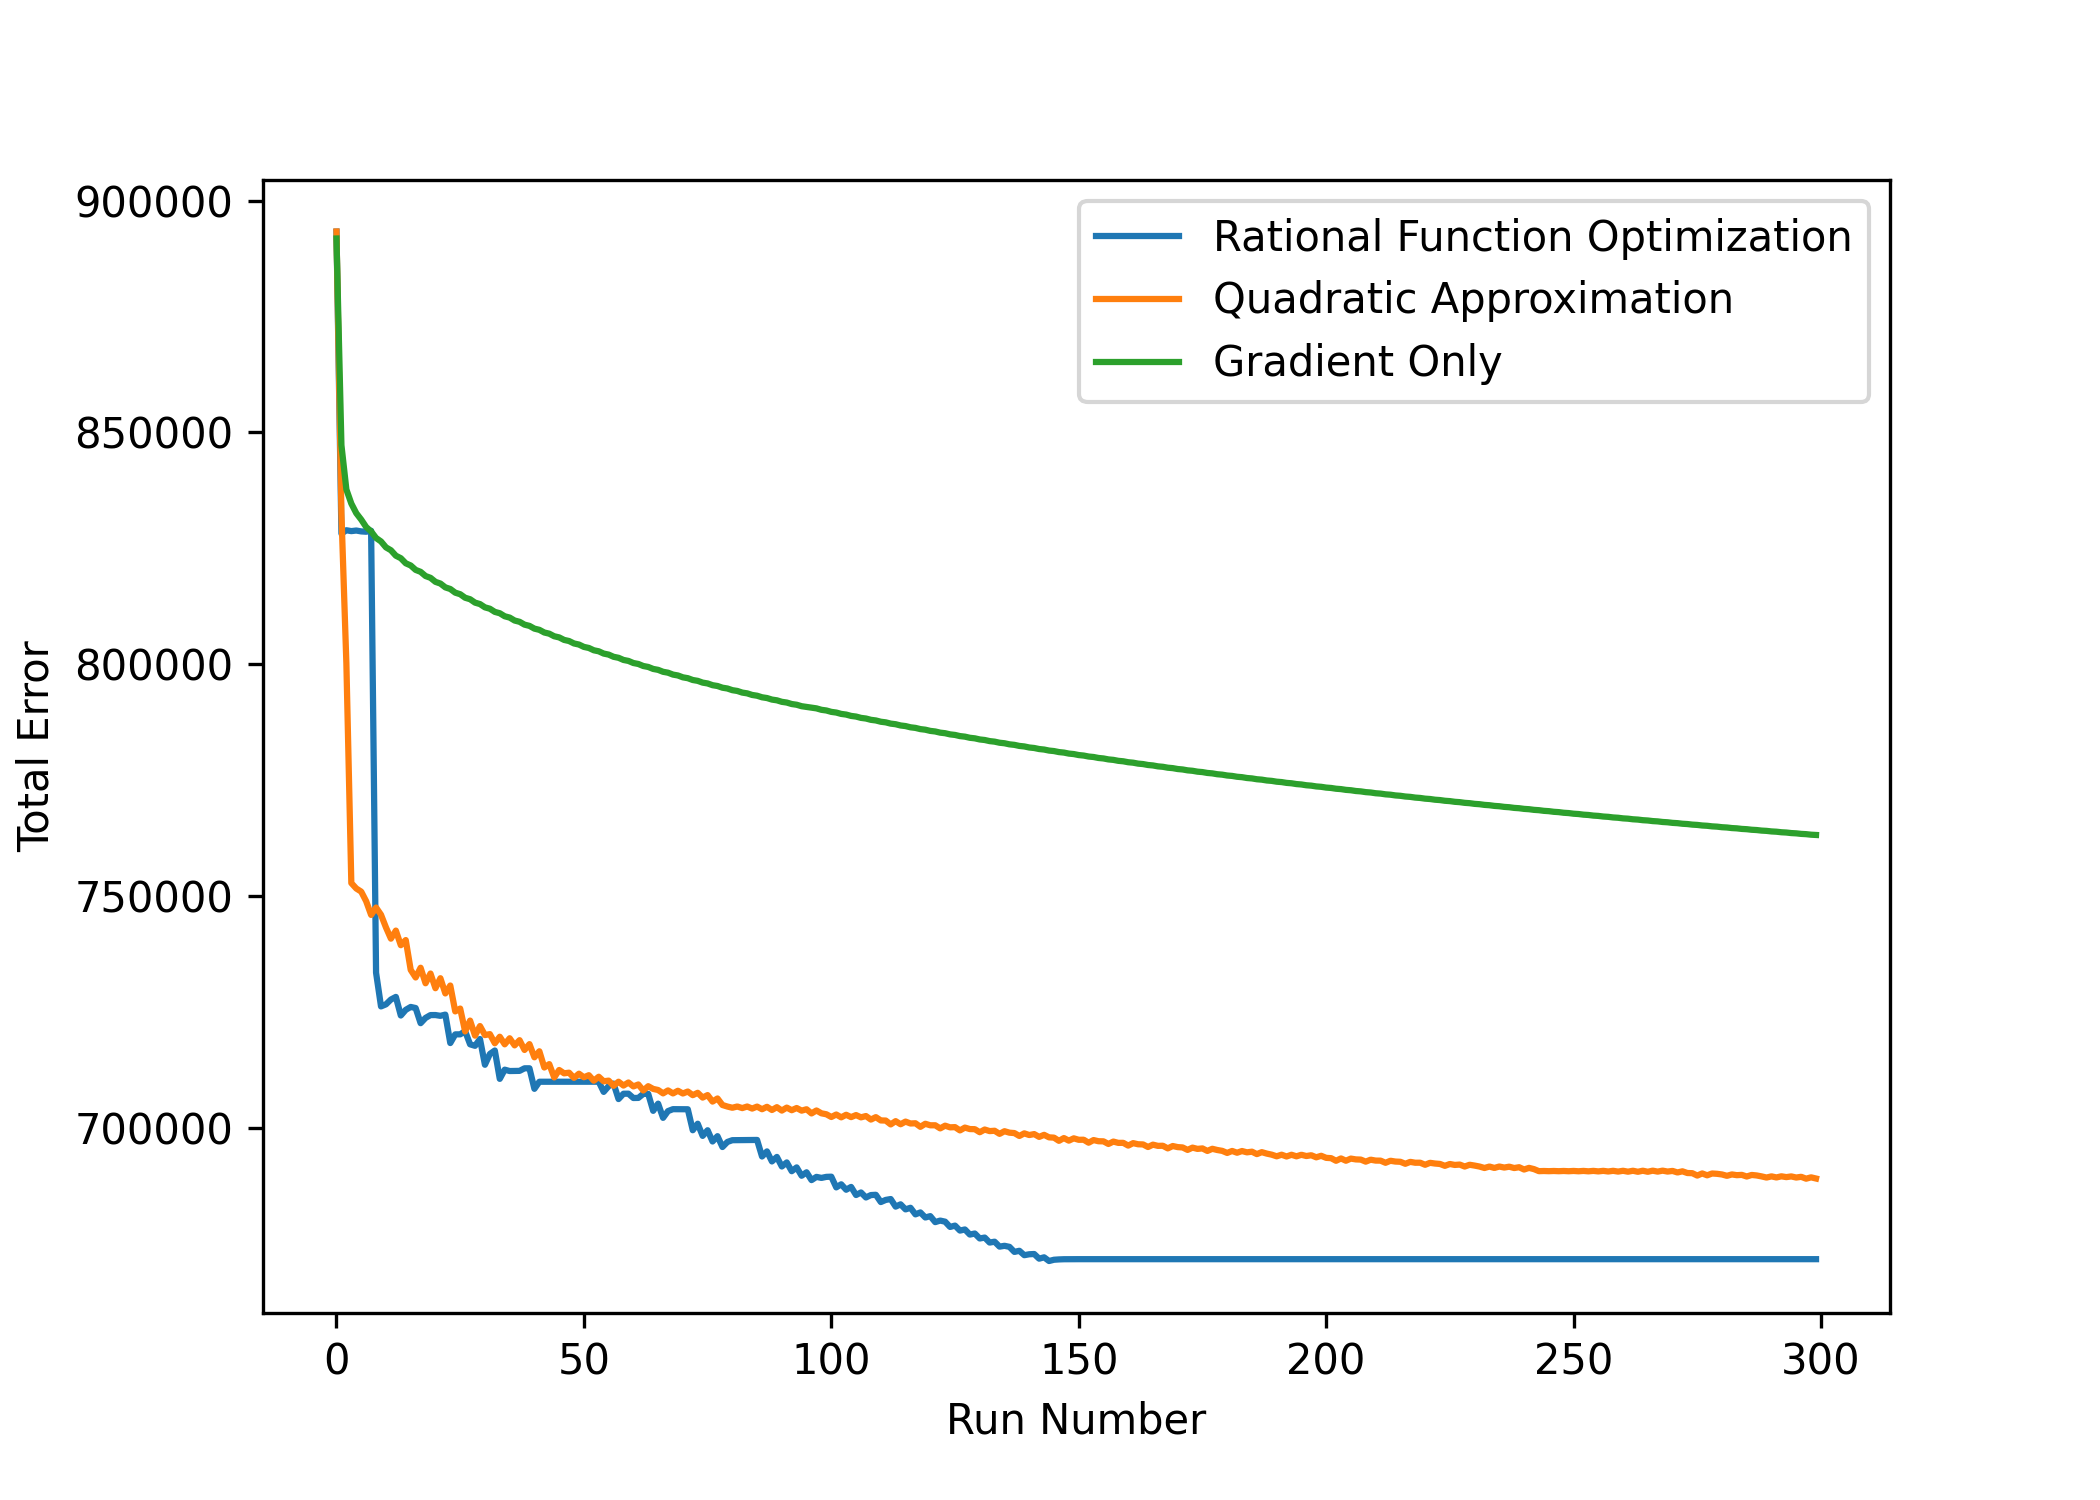 900000
850000
800000
750000
700000
Total Error
Rational Function Optimization
Quadratic Approximation
Gradient Only
0 50 100 150 200 250 300
Run Number